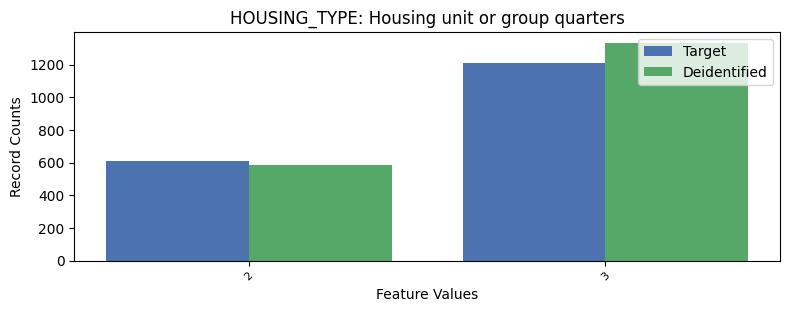 HOUSING_TYPE: Housing unit or group quarters
Target
Deidentified
Record Counts
1200
1000
800
600
400
200
0
2
3
Feature Values